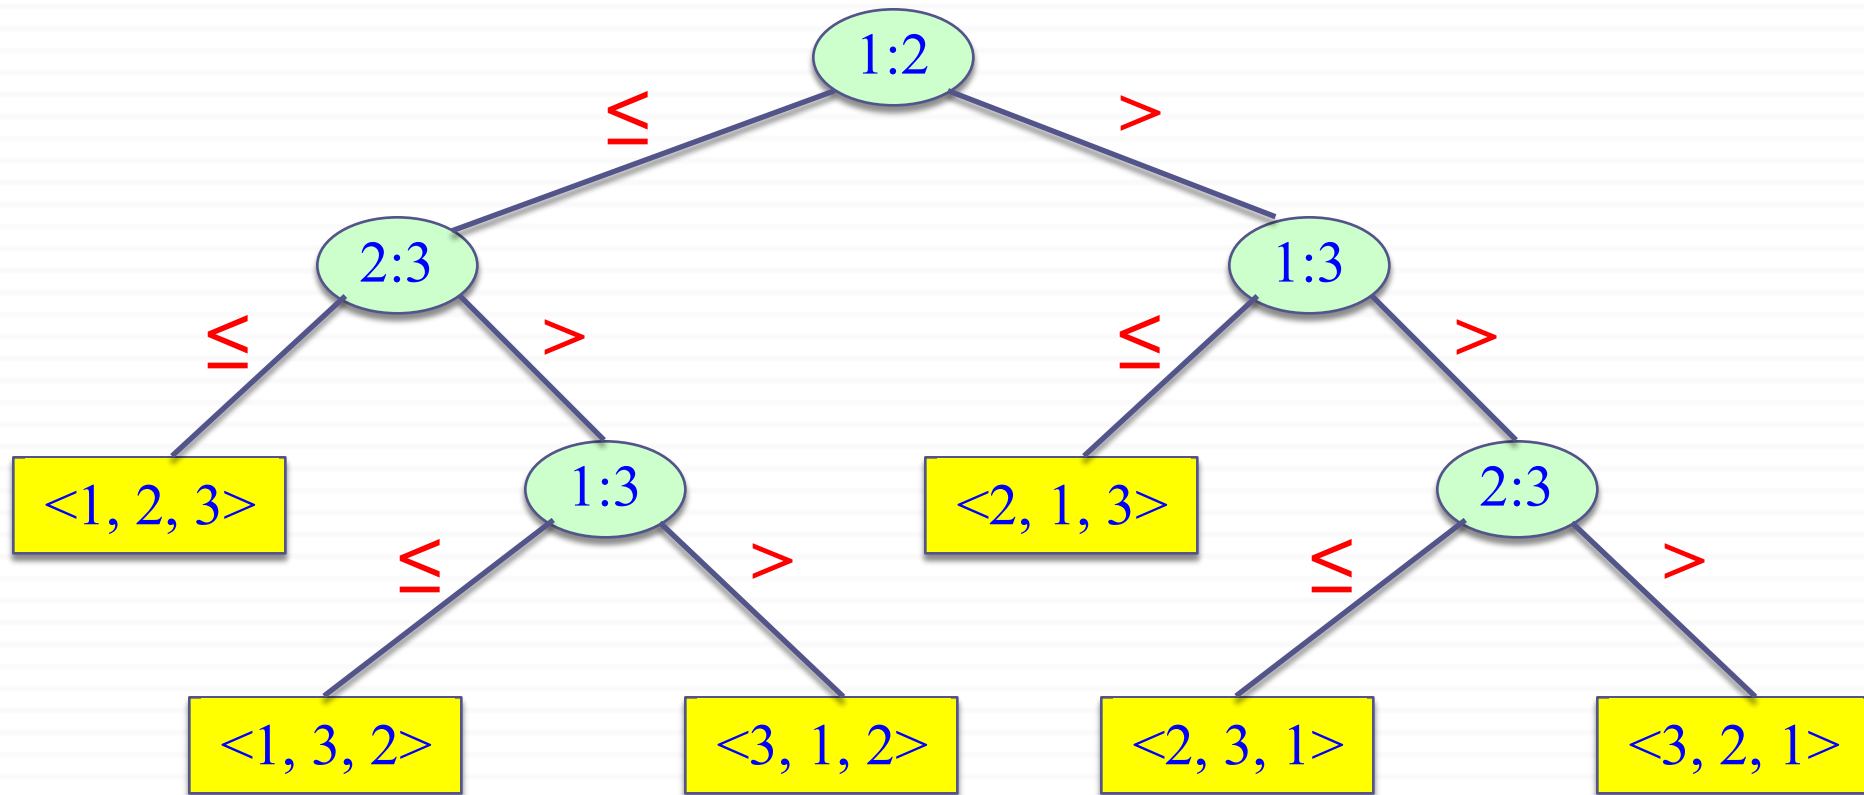 1:2
≤
>
2:3
1:3
≤
>
≤
>
<1, 2, 3>
1:3
<2, 1, 3>
2:3
≤
>
≤
>
<1, 3, 2>
<3, 1, 2>
<2, 3, 1>
<3, 2, 1>